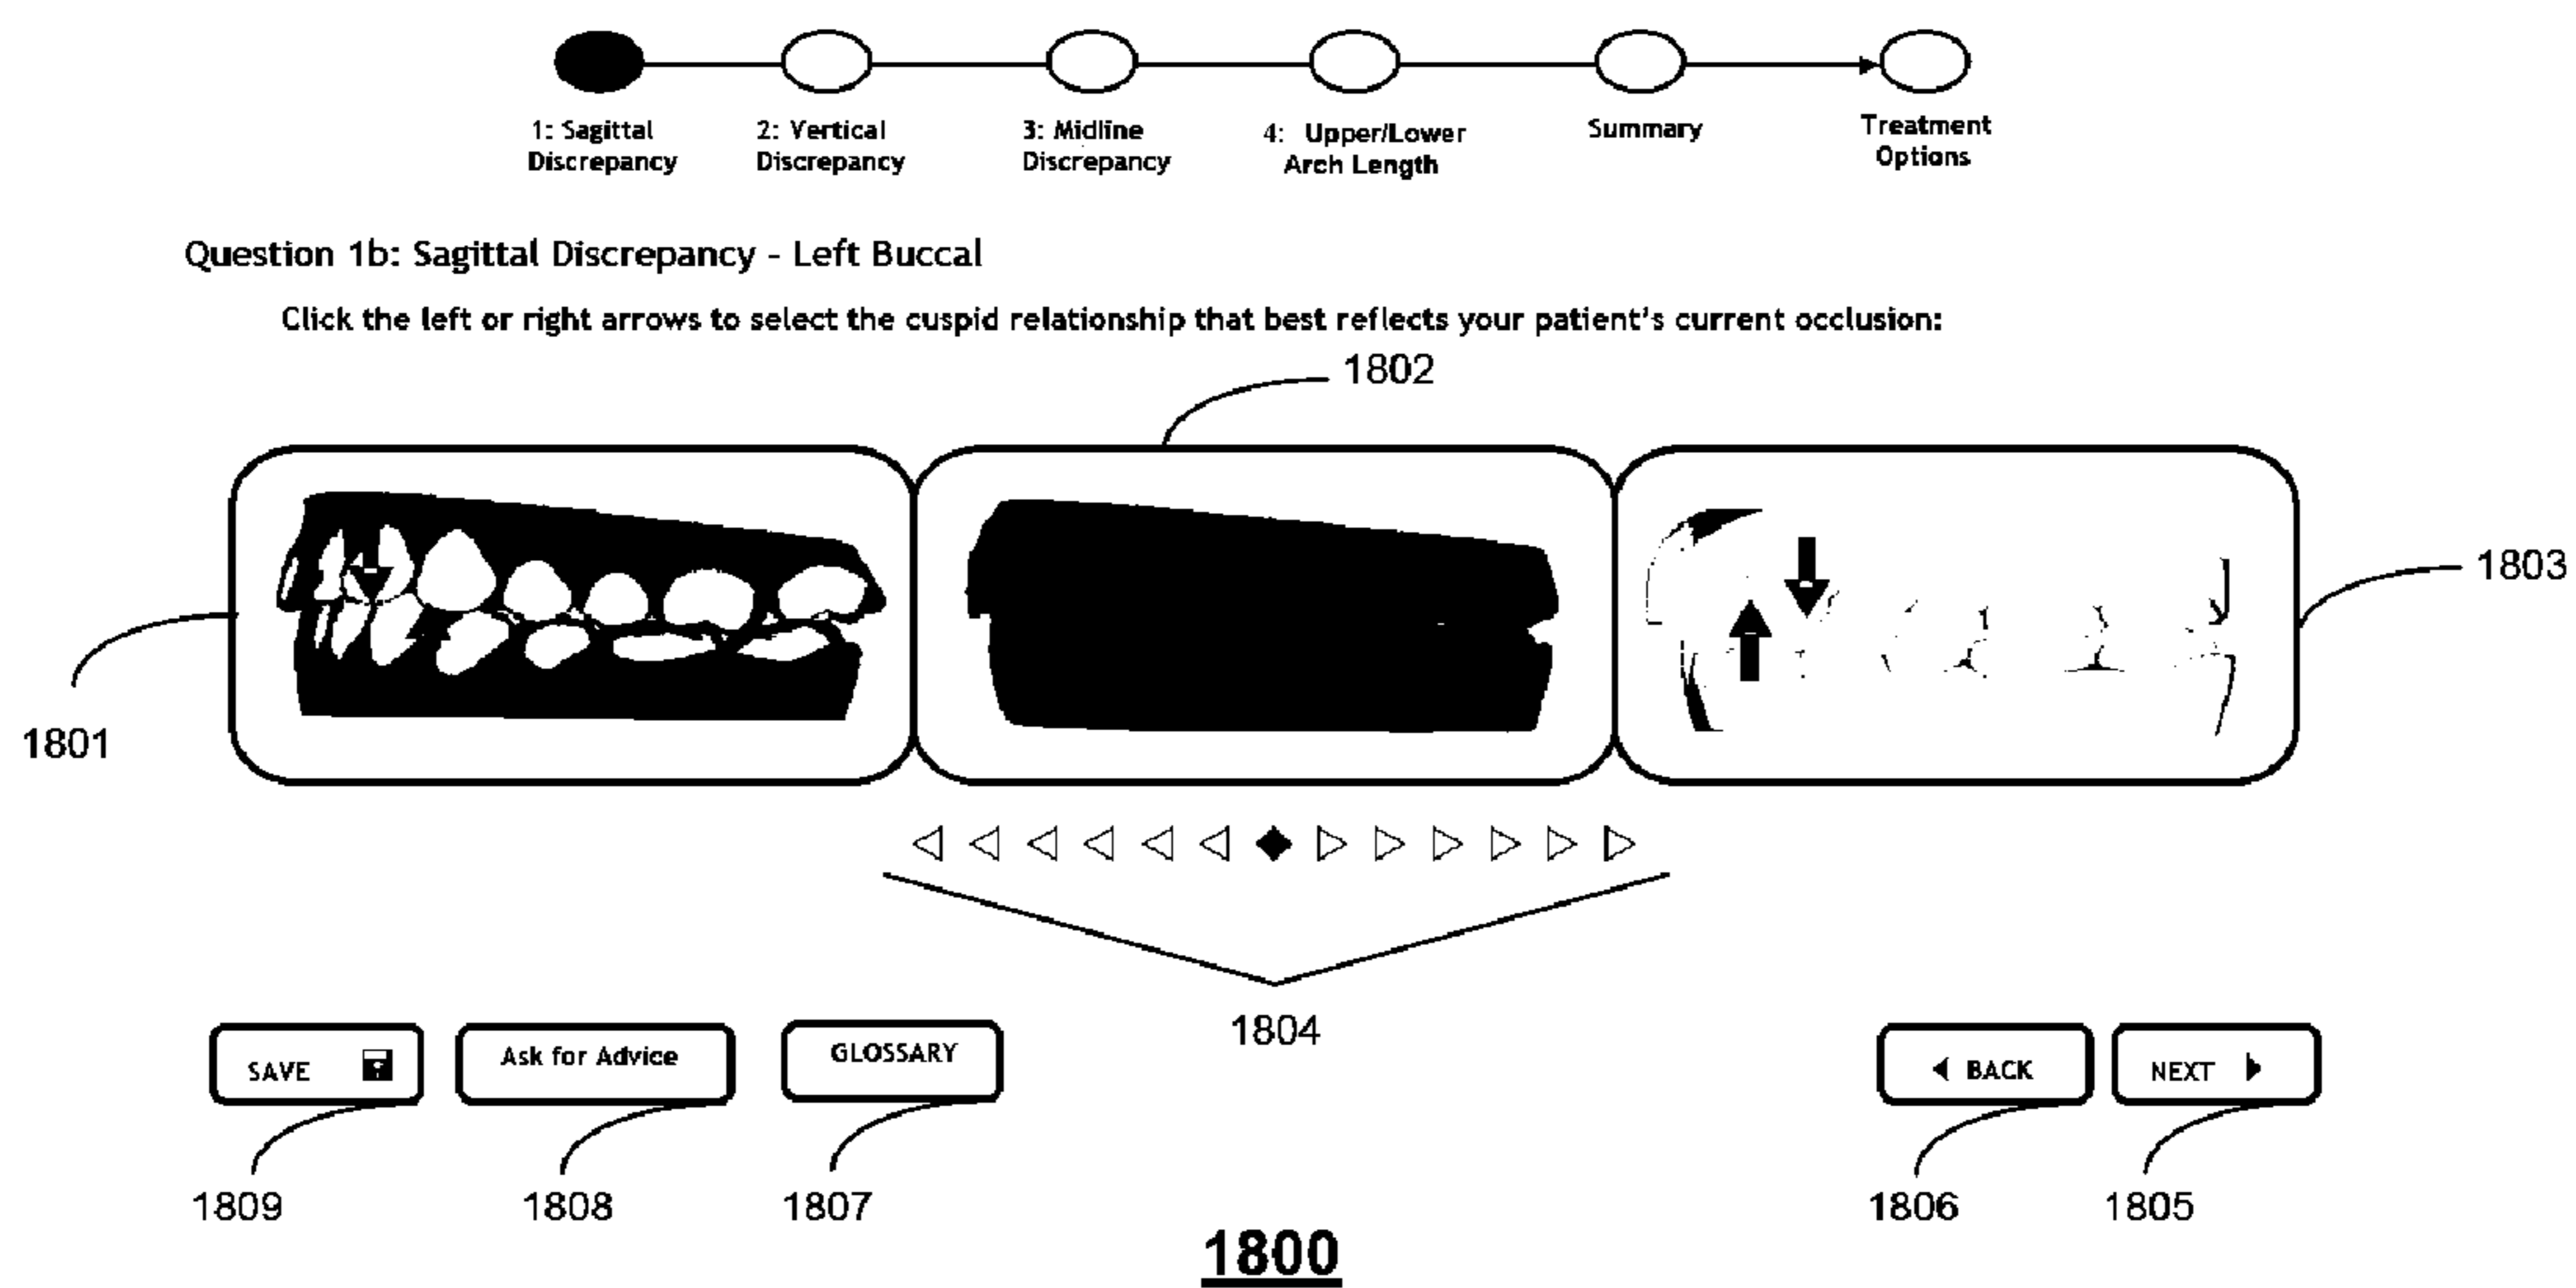 1: Sagittal Discrepancy
2: Vertical Discrepancy
3: Midline Discrepancy
4: Upper/Lower Arch Length
Summary
Treatment Options
Question 1b: Sagittal Discrepancy - Left Buccal
Click the left or right arrows to select the cuspid relationship that best reflects your patient's current occlusion:
1802
1803
1801
1804
SAVE
Ask for Advice
GLOSSARY
BACK
NEXT
1809
1808
1807
1806
1805
1800